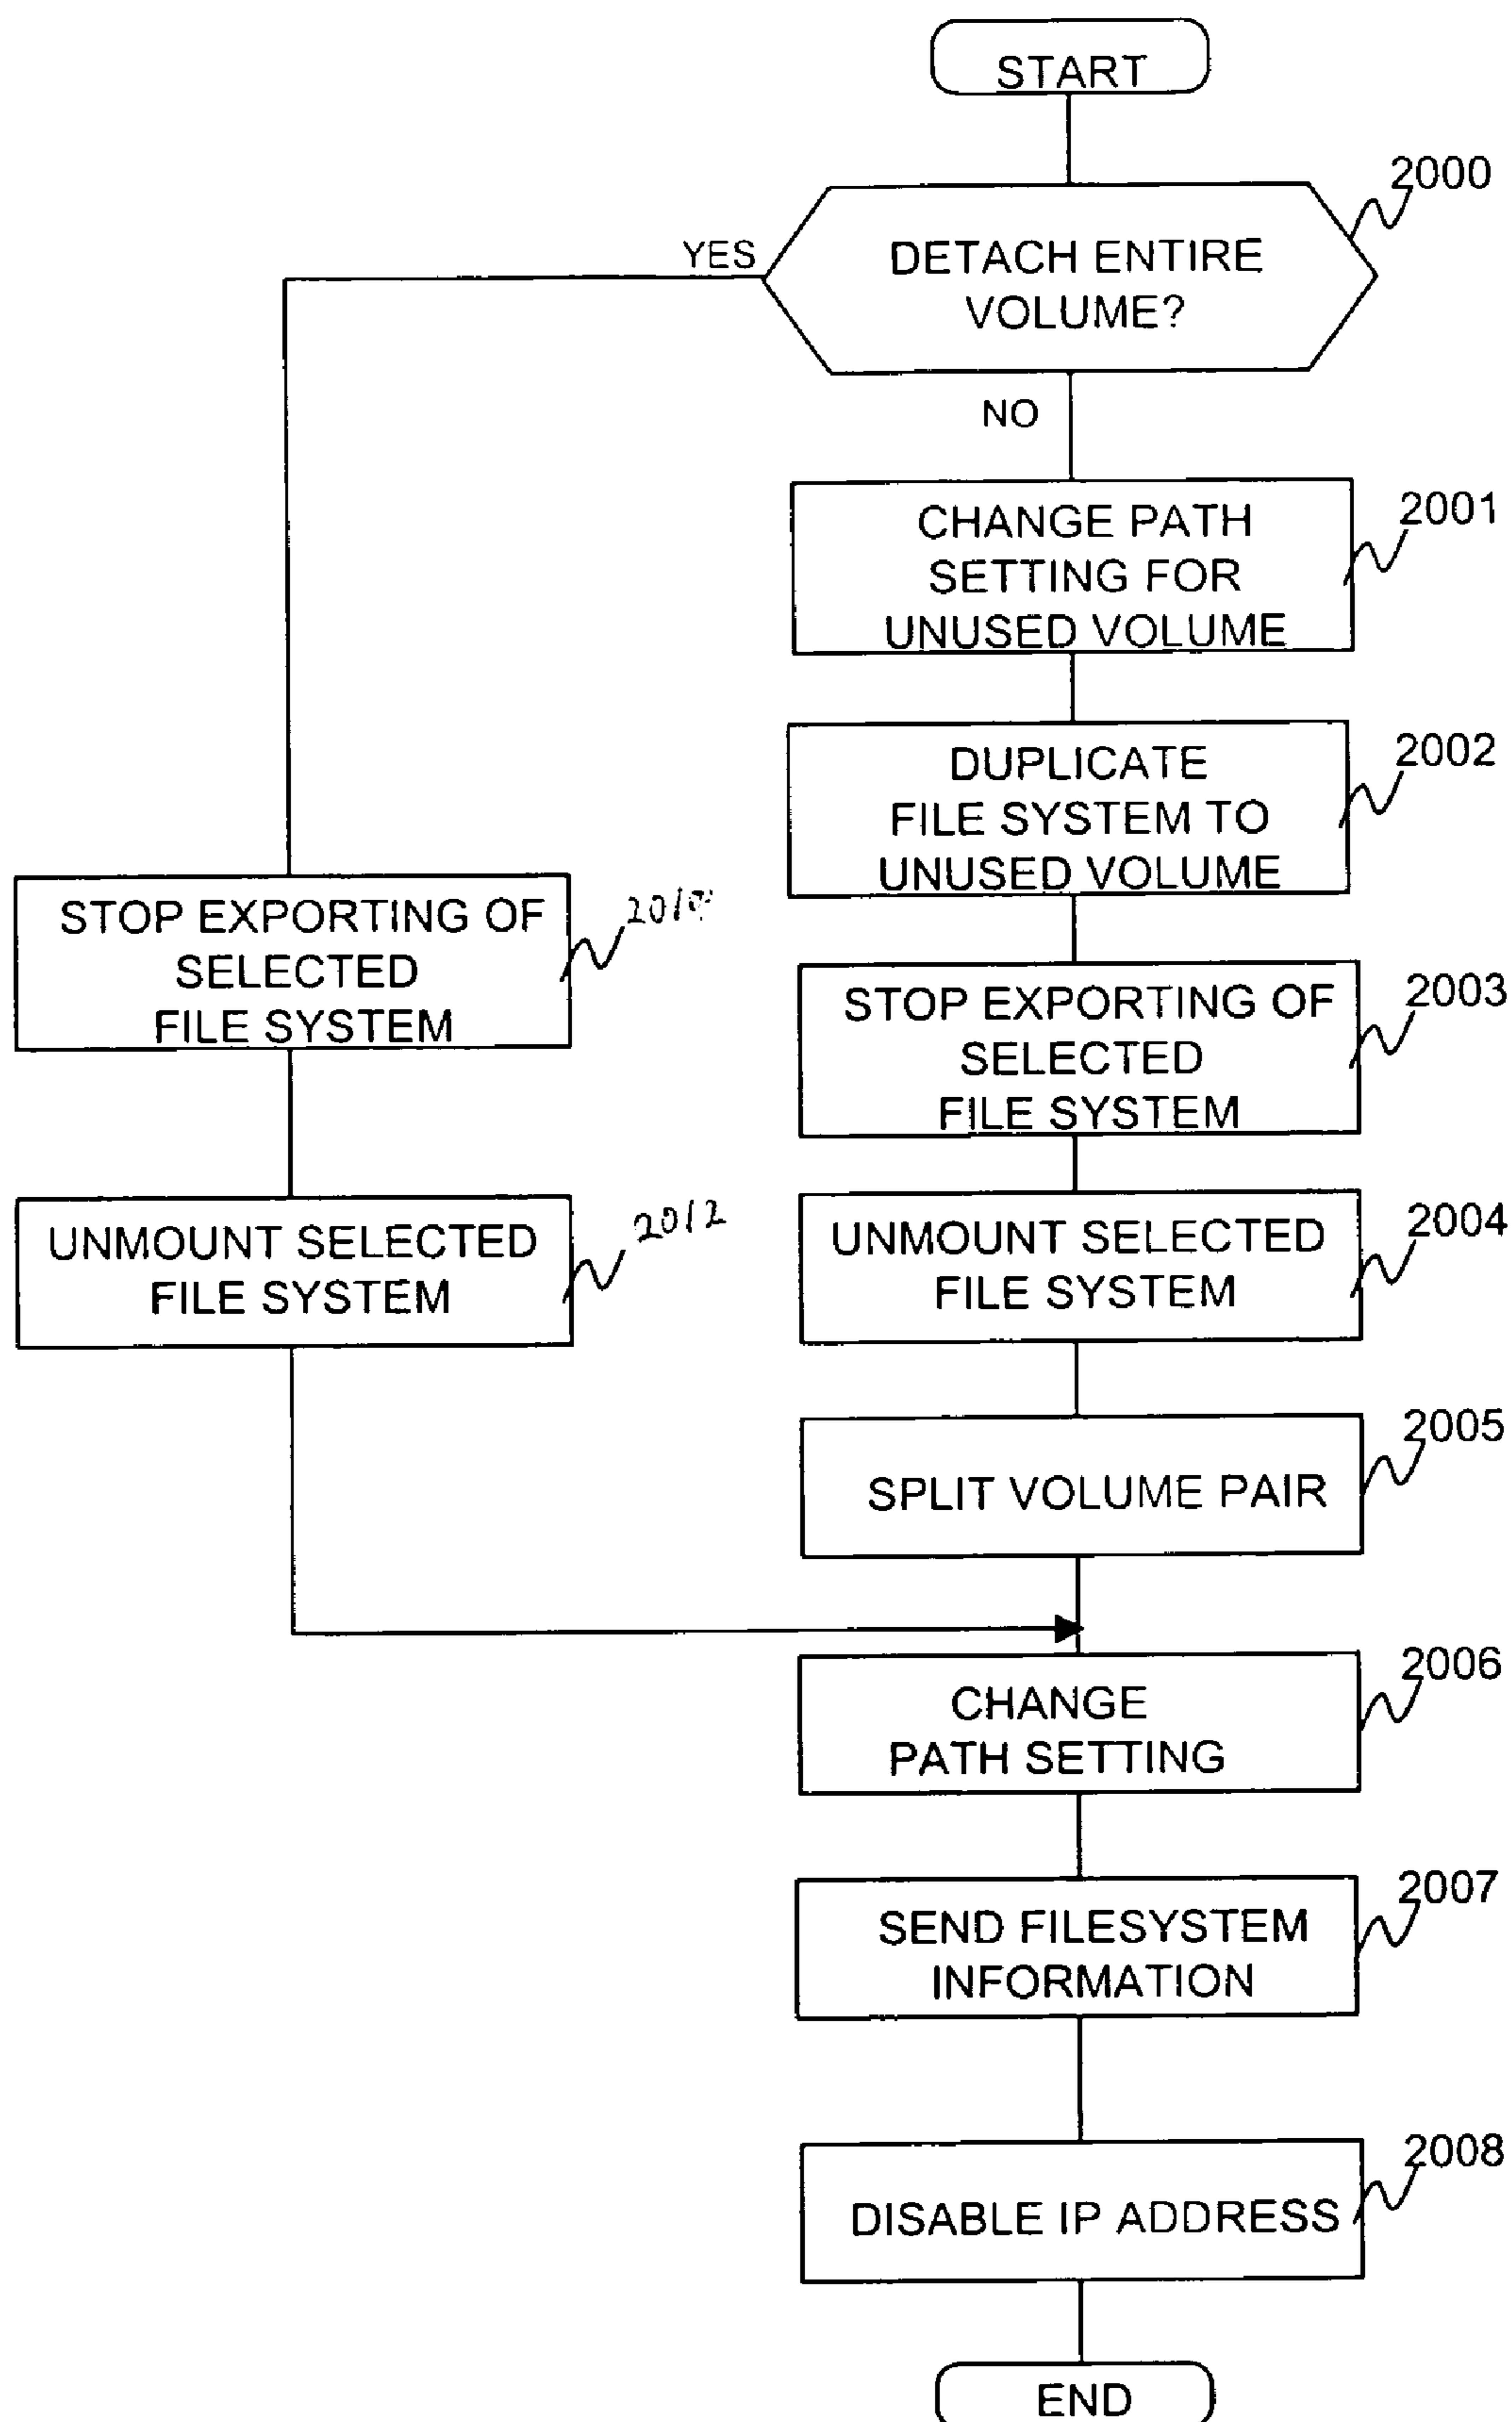 START
2000
YES
DETACH ENTIRE
VOLUME?
NO
CHANGE PATH
SETTING FOR
UNUSED VOLUME
2001
DUPLICATE
FILE SYSTEM TO
UNUSED VOLUME
2002
STOP EXPORTING OF
SELECTED
FILE SYSTEM
STOP EXPORTING OF
SELECTED
FILE SYSTEM
2003
UNMOUNT SELECTED
FILE SYSTEM
2012
UNMOUNT SELECTED
FILE SYSTEM
2004
SPLIT VOLUME PAIR
2005
CHANGE
PATH SETTING
2006
SEND FILESYSTEM
INFORMATION
2007
DISABLE IP ADDRESS
2008
END